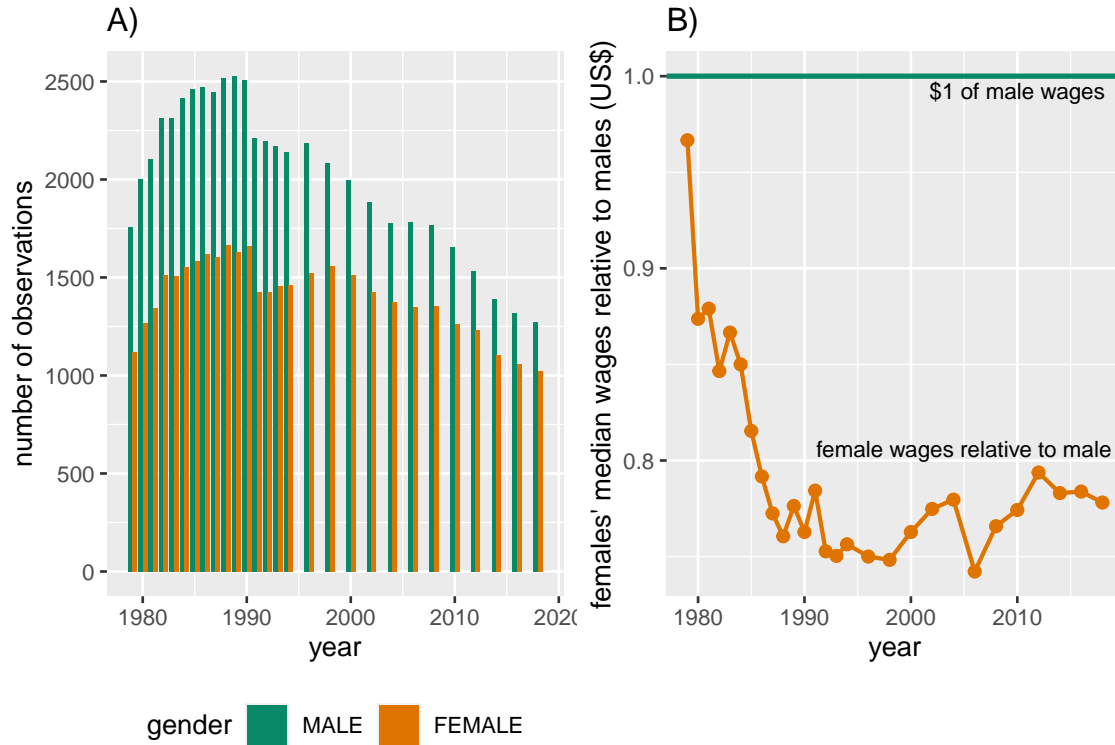 A)
number of observations
2500
2000
1500
1000
500
0
1980
1990
2000
2010
202
year
B)
females' median wages relative to males (US$)
1.0
0.9
0.8
$1 of male wages
female wages relative to male
1980
1990
2000
2010
year
gender
MALE
FEMALE